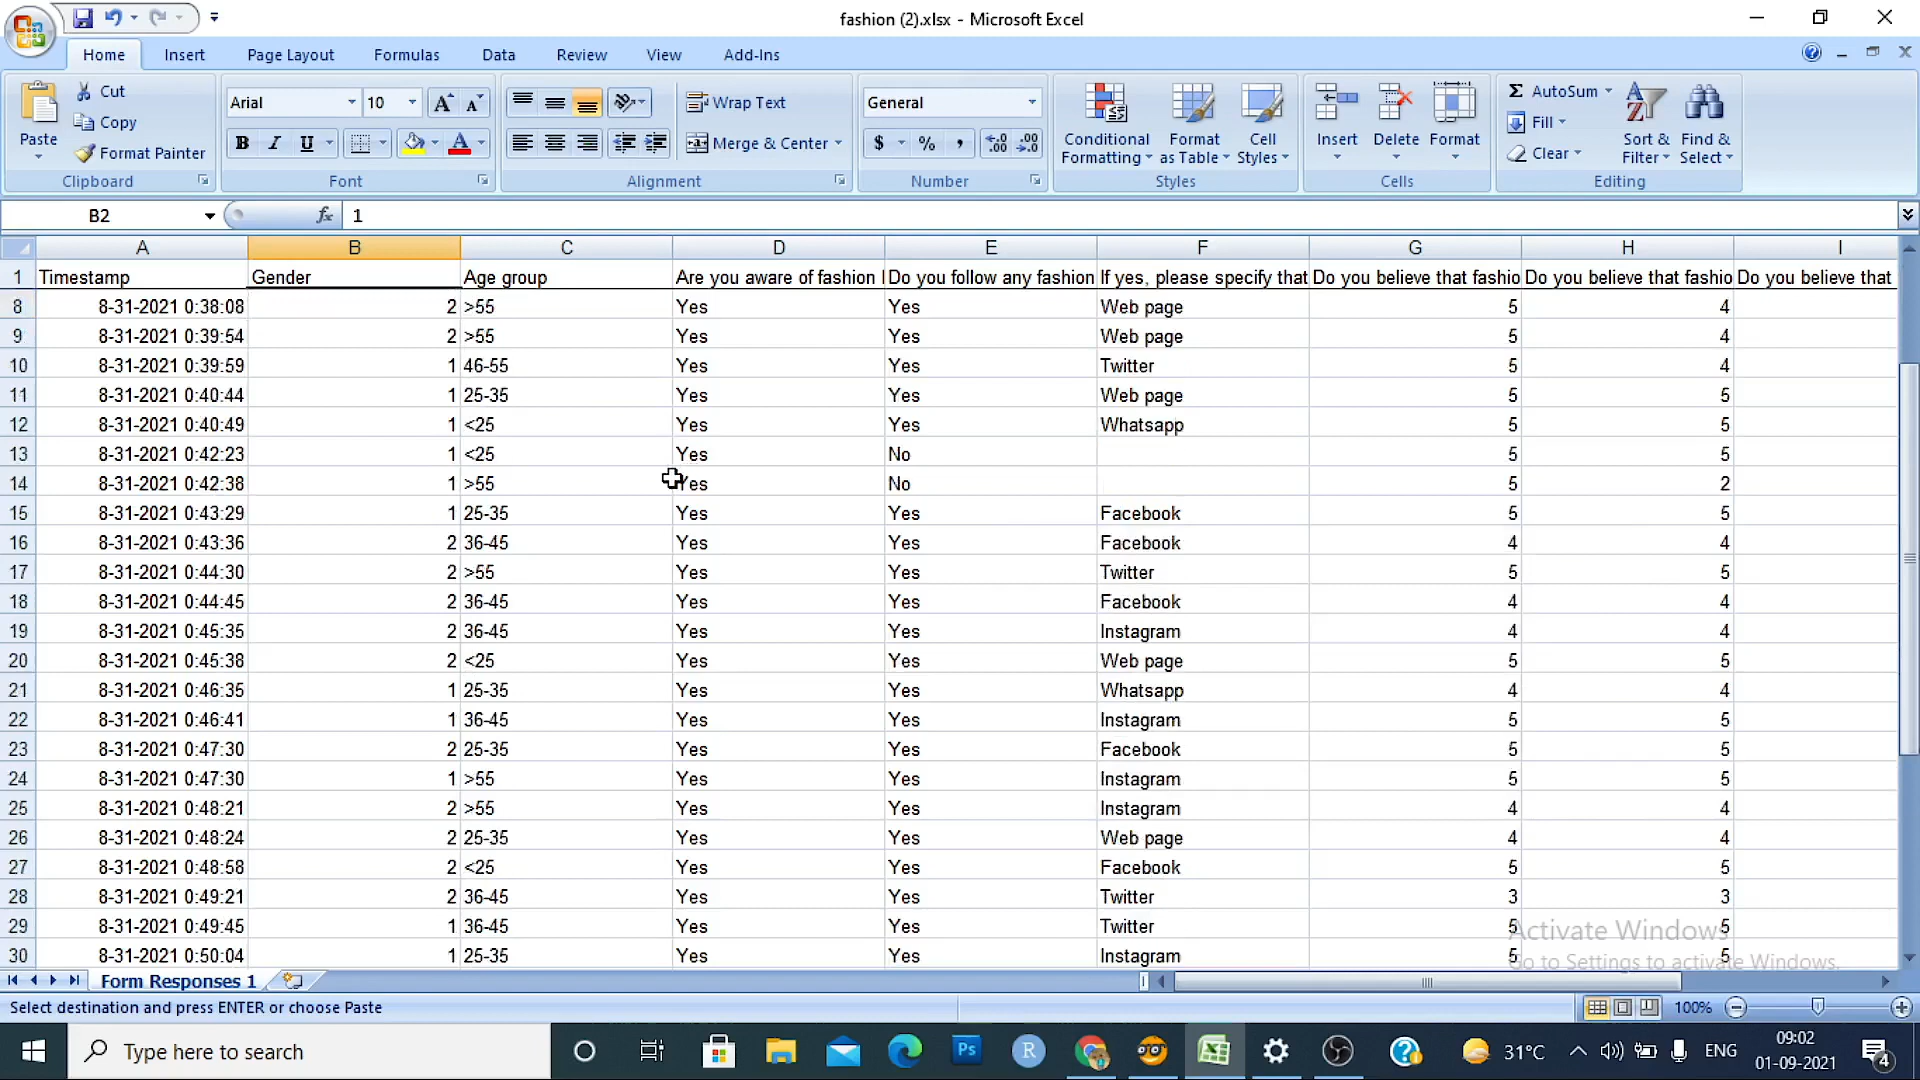 fashion (2).xlsx - Microsoft Excel
Home Insert Page Layout Formulas Data Review View Add-Ins
Paste Cut Copy Format Painter Clipboard
Arial 10 B I U Font
Wrap Text Merge & Center Alignment
General $ % , Number
Conditional Formatting Format as Table Cell Styles Styles
Insert Delete Format Cells
Σ AutoSum Fill Clear Sort & Filter Find & Select Editing
B2 fx 1
A B C D E F G H I
1 Timestamp Gender Age group Are you aware of fashion Do you follow any fashion If yes, please specify that Do you believe that fashio Do you believe that fashio Do you believe that
8 8-31-2021 0:38:08 2 >55 Yes Yes Web page 5 4
9 8-31-2021 0:39:54 2 >55 Yes Yes Web page 5 4
10 8-31-2021 0:39:59 1 46-55 Yes Yes Twitter 5 4
11 8-31-2021 0:40:44 1 25-35 Yes Yes Web page 5 5
12 8-31-2021 0:40:49 1 <25 Yes Yes Whatsapp 5 5
13 8-31-2021 0:42:23 1 <25 Yes No 5 5
14 8-31-2021 0:42:38 1 >55 Yes No 5 2
15 8-31-2021 0:43:29 1 25-35 Yes Yes Facebook 5 5
16 8-31-2021 0:43:36 2 36-45 Yes Yes Facebook 4 4
17 8-31-2021 0:44:30 2 >55 Yes Yes Twitter 5 5
18 8-31-2021 0:44:45 2 36-45 Yes Yes Facebook 4 4
19 8-31-2021 0:45:35 2 36-45 Yes Yes Instagram 4 4
20 8-31-2021 0:45:38 2 <25 Yes Yes Web page 5 5
21 8-31-2021 0:46:35 1 25-35 Yes Yes Whatsapp 4 4
22 8-31-2021 0:46:41 1 36-45 Yes Yes Instagram 5 5
23 8-31-2021 0:47:30 2 25-35 Yes Yes Facebook 5 5
24 8-31-2021 0:47:30 1 >55 Yes Yes Instagram 5 5
25 8-31-2021 0:48:21 2 >55 Yes Yes Instagram 4 4
26 8-31-2021 0:48:24 2 25-35 Yes Yes Web page 4 4
27 8-31-2021 0:48:58 2 <25 Yes Yes Facebook 5 5
28 8-31-2021 0:49:21 2 36-45 Yes Yes Twitter 3 3
29 8-31-2021 0:49:45 1 36-45 Yes Yes Twitter 5 5
30 8-31-2021 0:50:04 1 25-35 Yes Yes Instagram 5 5
Activate Windows
Go to Settings to activate Windows.
Form Responses 1
Select destination and press ENTER or choose Paste 100%
Type here to search Ps R 31°C ENG 09:02
01-09-2021 4